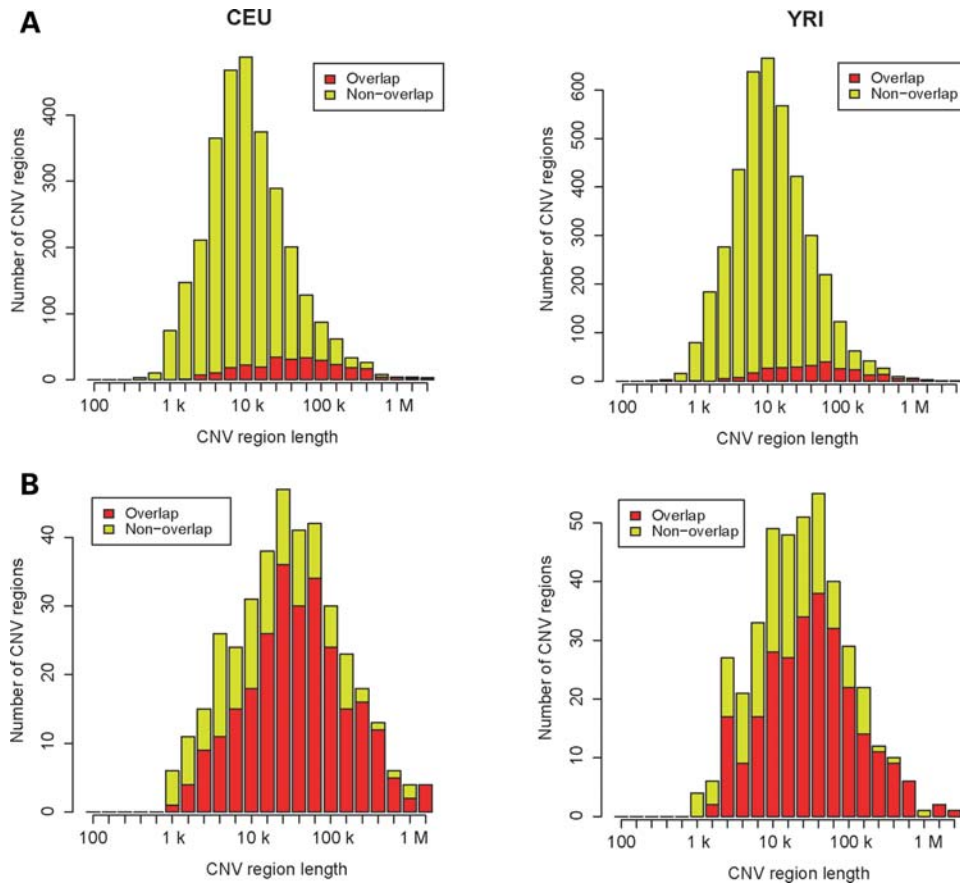 A
CEU
YRI
Number of CNV regions
400
300
200
100
0
Overlap
Non-overlap
100
1 k
10 k
100 k
1 M
CNV region length
Number of CNV regions
600
500
400
300
200
100
0
Overlap
Non-overlap
100
1 k
10 k
100 k
1 M
CNV region length
B
Number of CNV regions
40
30
20
10
0
Overlap
Non-overlap
100
1 k
10 k
100 k
1 M
CNV region length
Number of CNV regions
50
40
30
20
10
0
Overlap
Non-overlap
100
1 k
10 k
100 k
1 M
CNV region length